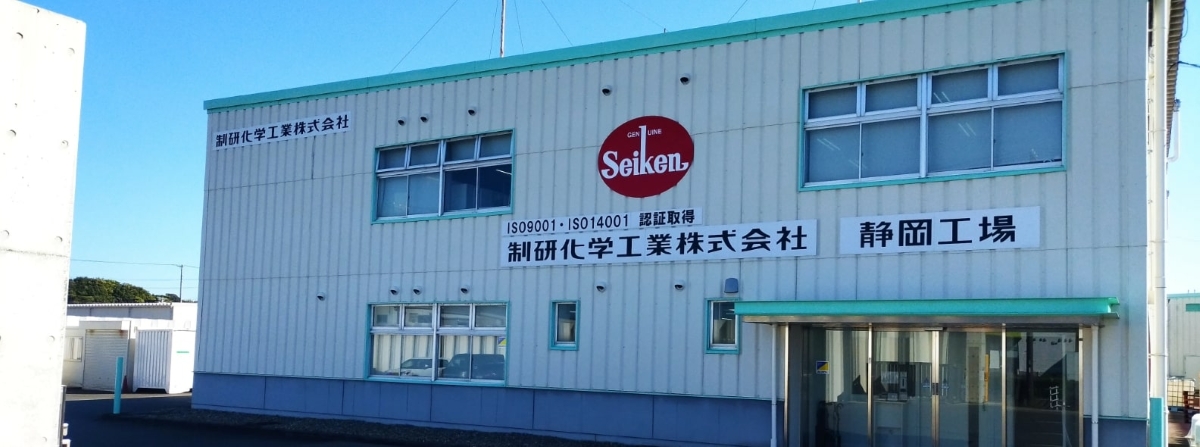 制研化学工業株式会社
GENUINE
Seiken
ISO9001・ISO14001 認証取得
制研化学工業株式会社
静岡工場